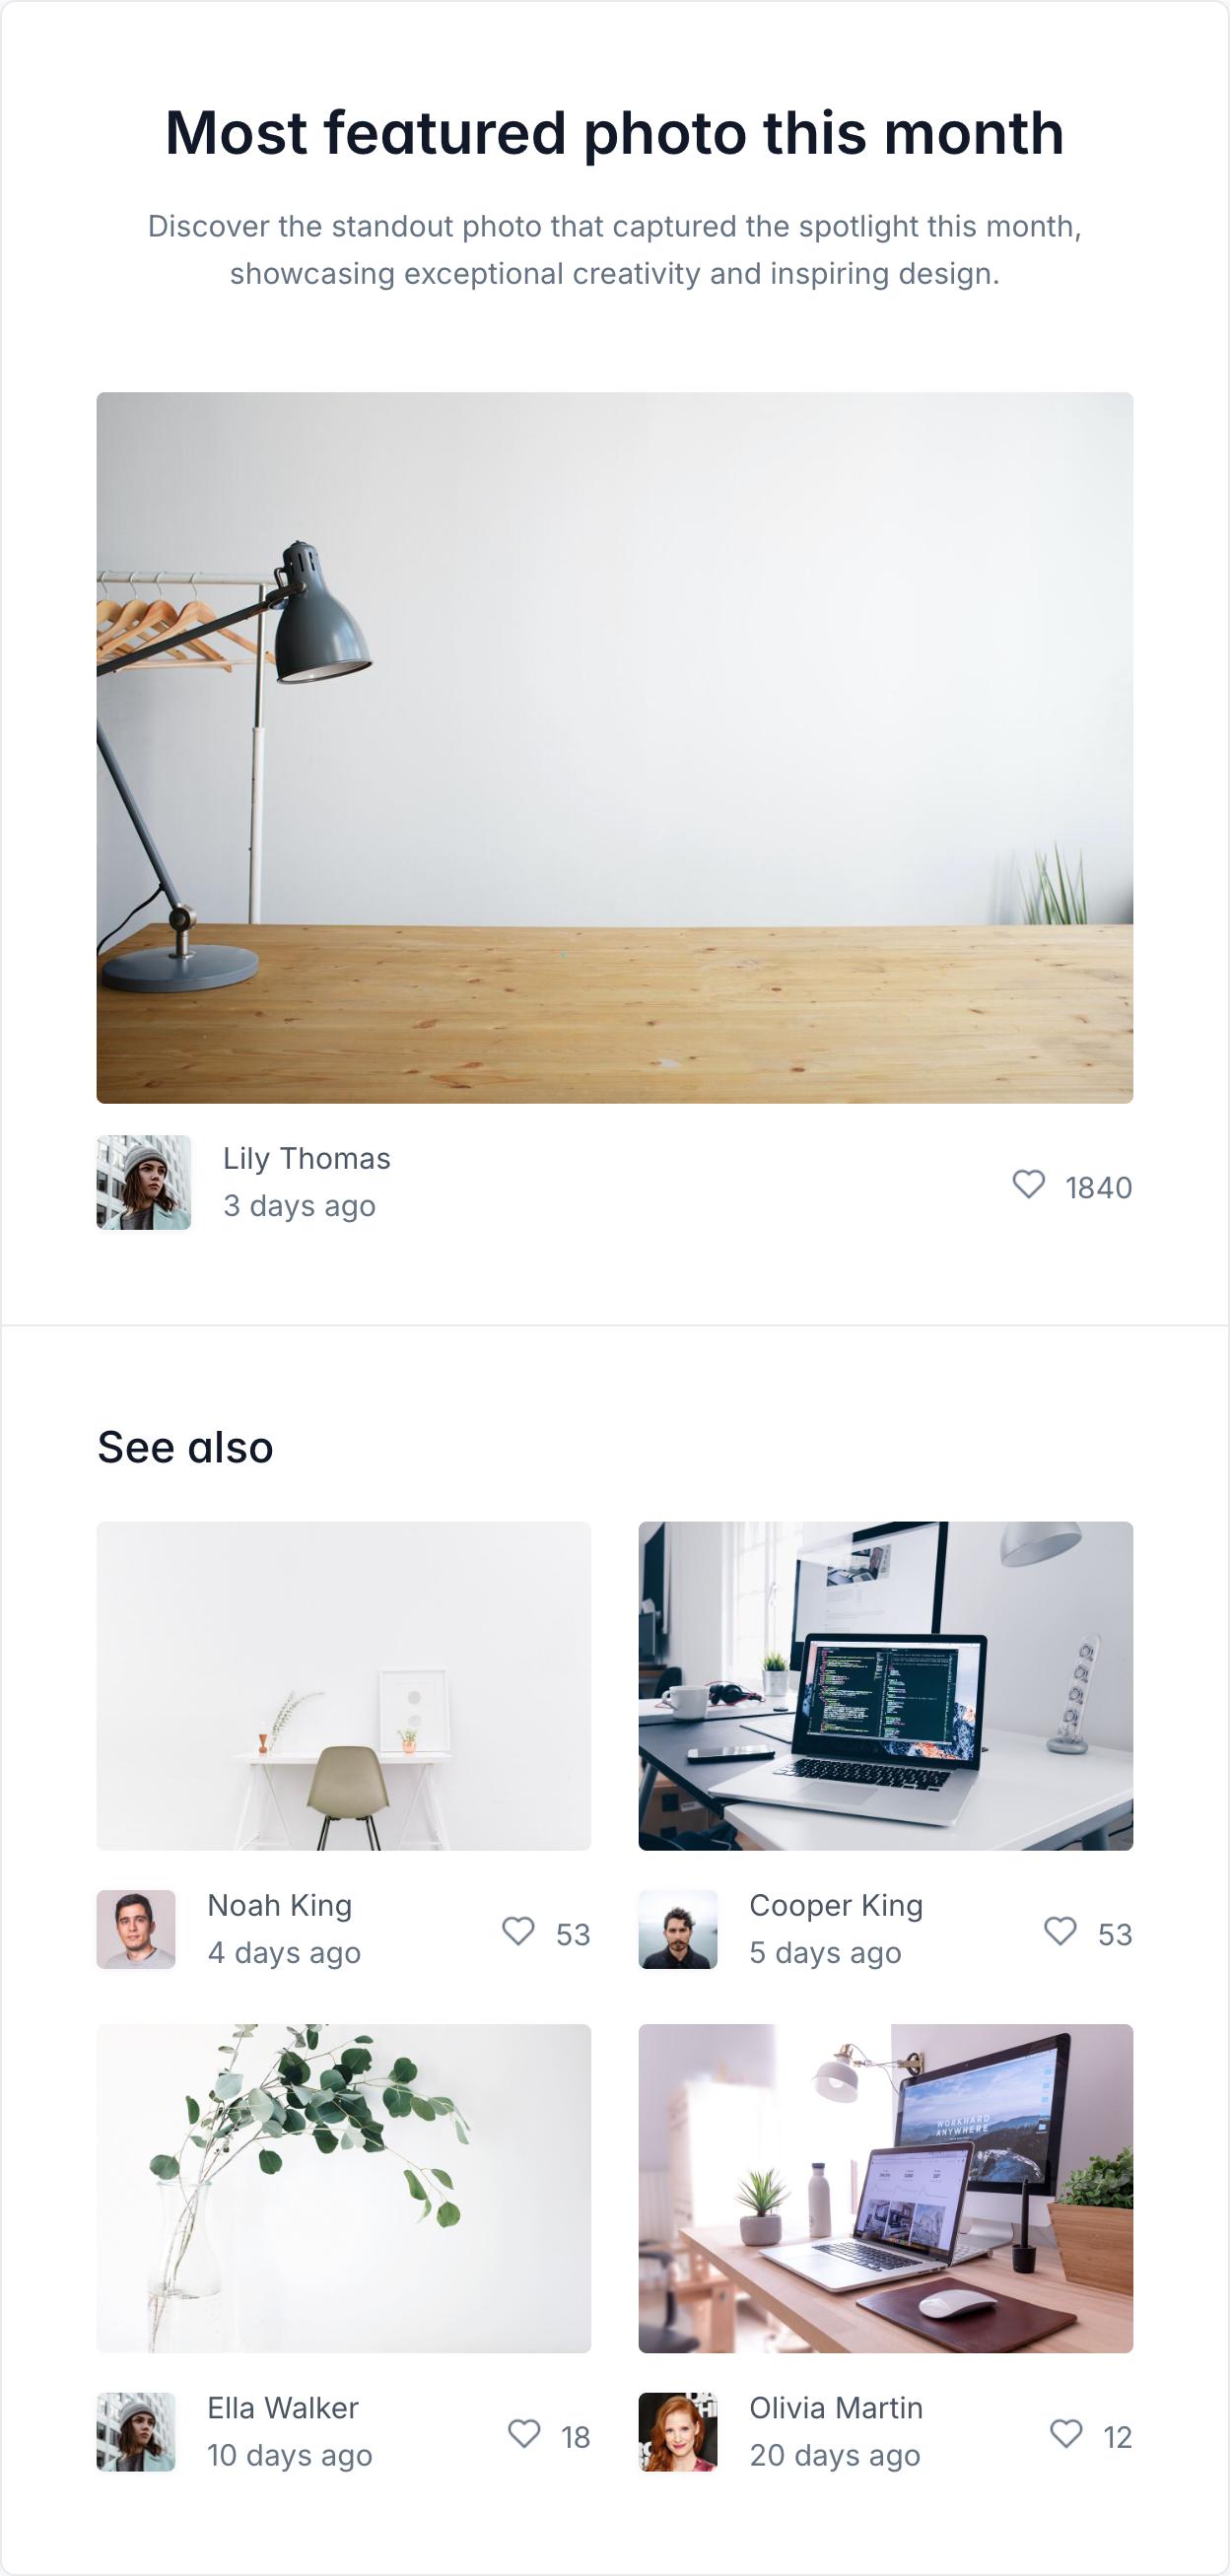 Most featured photo this month
Discover the standout photo that captured the spotlight this month,
showcasing exceptional creativity and inspiring design.
Lily Thomas
3 days ago
1840
See also
Noah King
4 days ago
53
Cooper King
5 days ago
53
WORKHARD
ANYWHERE
Ella Walker
10 days ago
18
Olivia Martin
20 days ago
12